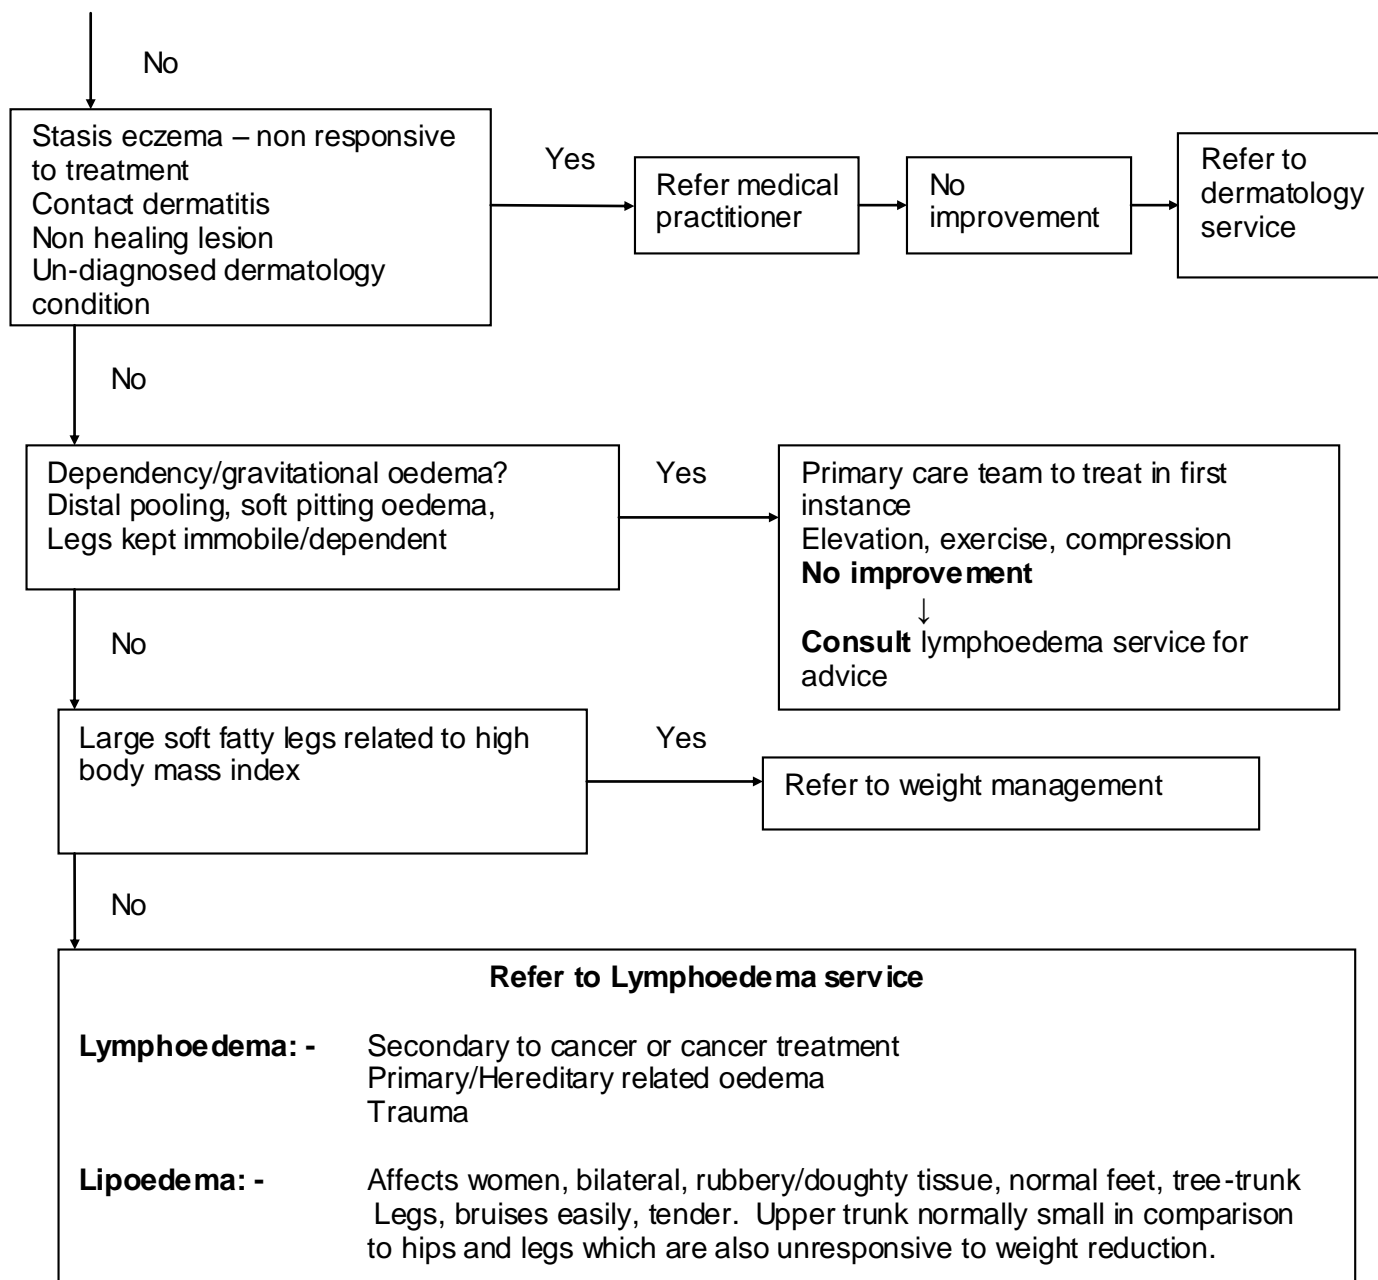 No
Stasis eczema – non responsive
to treatment
Contact dermatitis
Non healing lesion
Un-diagnosed dermatology
condition
Yes
Refer medical
practitioner
No
improvement
Refer to
dermatology
service
No
Dependency/gravitational oedema?
Distal pooling, soft pitting oedema,
Legs kept immobile/dependent
Yes
Primary care team to treat in first
instance
Elevation, exercise, compression
No improvement
↓
Consult lymphoedema service for
advice
No
Large soft fatty legs related to high
body mass index
Yes
Refer to weight management
No
Refer to Lymphoedema service
Lymphoedema: - Secondary to cancer or cancer treatment
Primary/Hereditary related oedema
Trauma
Lipoedema: - Affects women, bilateral, rubbery/doughty tissue, normal feet, tree-trunk
Legs, bruises easily, tender. Upper trunk normally small in comparison
to hips and legs which are also unresponsive to weight reduction.